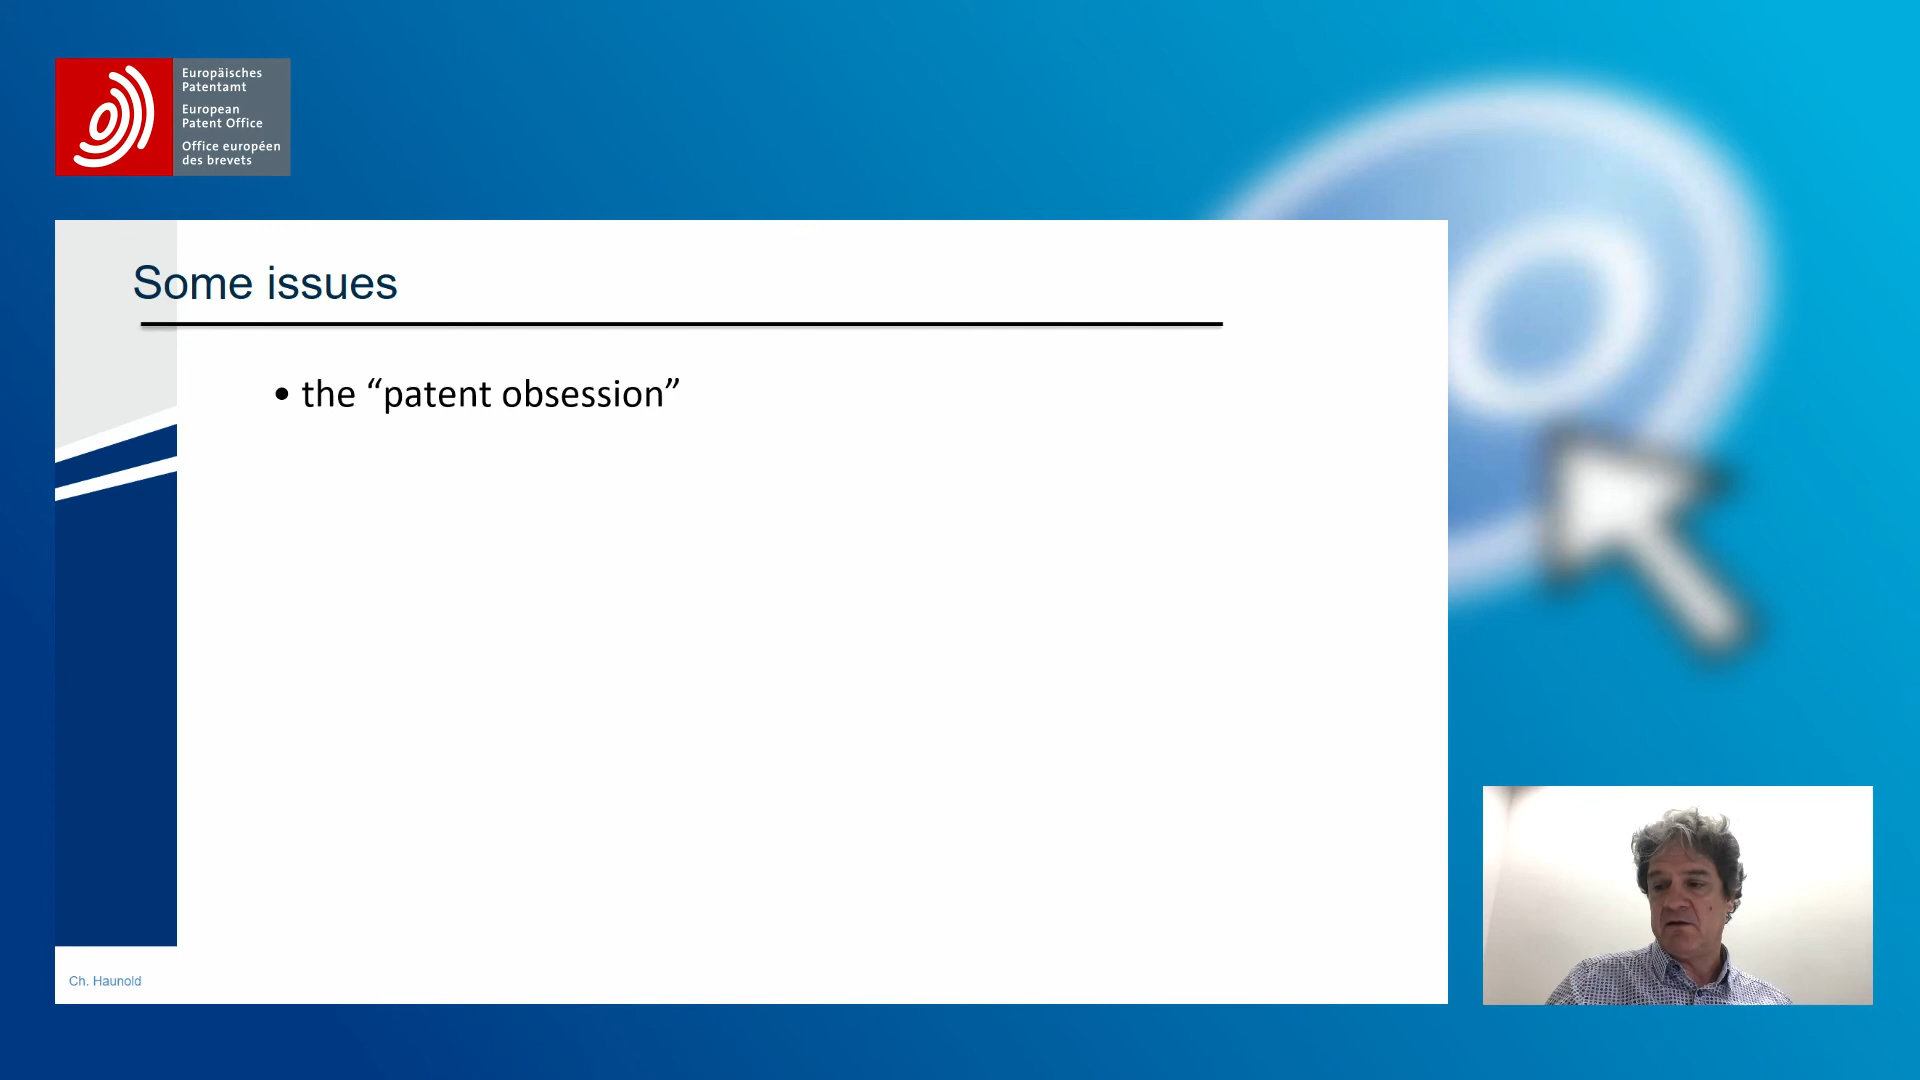 Europäisches
Patentamt
European
Patent Office
Office européen
des brevets
Some issues
• the “patent obsession”
Ch. Haunold